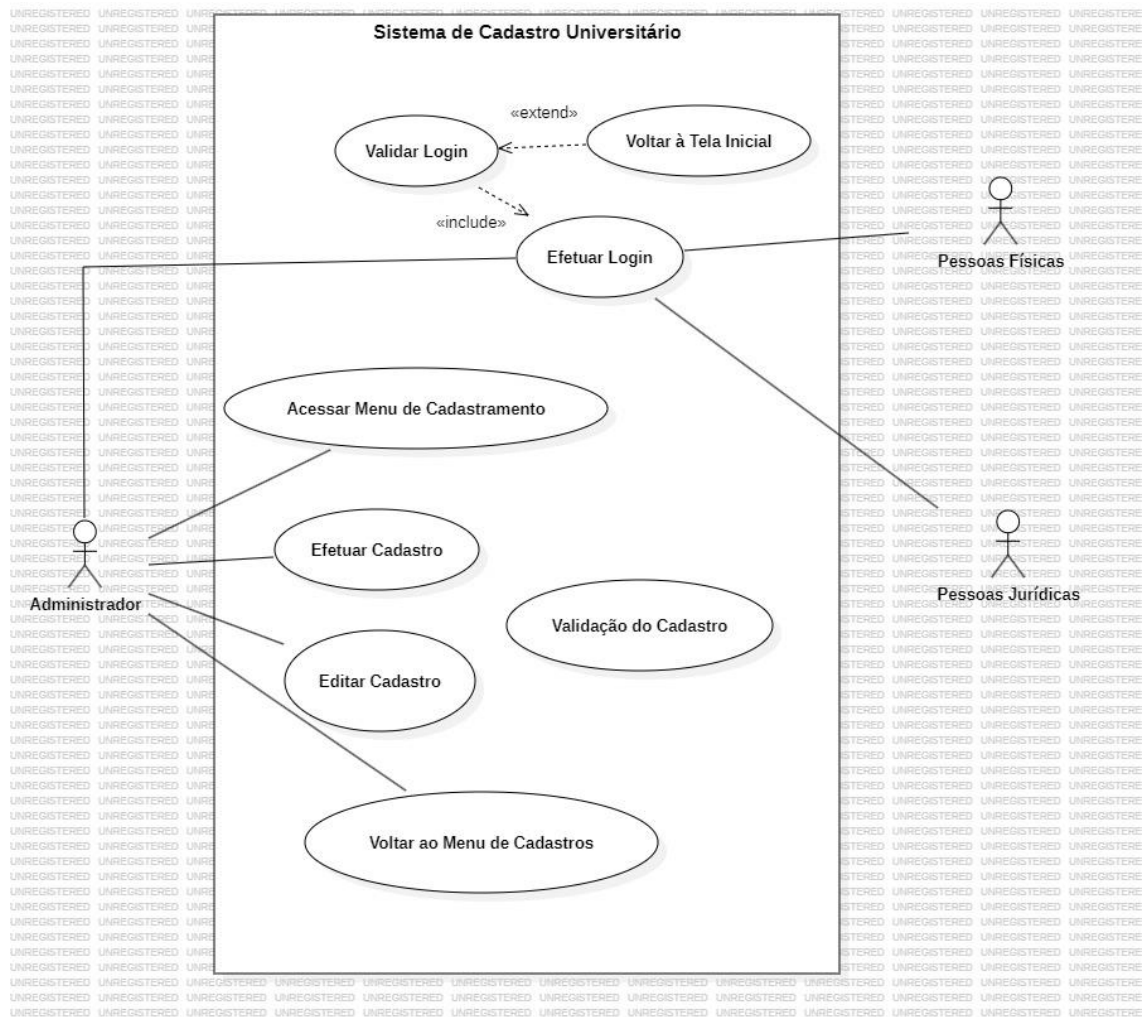 Sistema de Cadastro Universitário
«extend»
Validar Login
Voltar à Tela Inicial
«include»
Efetuar Login
Pessoas Físicas
Acessar Menu de Cadastramento
Efetuar Cadastro
Administrador
Pessoas Jurídicas
Validação do Cadastro
Editar Cadastro
Voltar ao Menu de Cadastros
UNREGISTERED